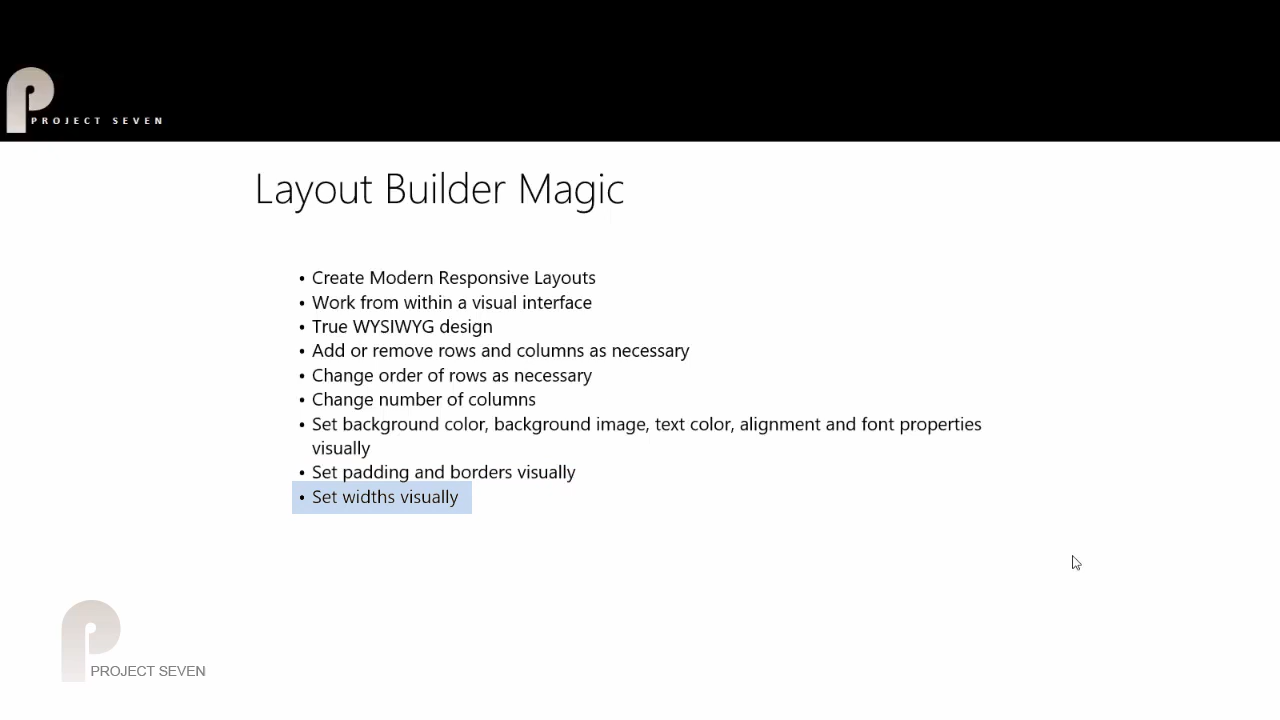 PROJECT SEVEN
Layout Builder Magic
• Create Modern Responsive Layouts
• Work from within a visual interface
• True WYSIWYG design
• Add or remove rows and columns as necessary
• Change order of rows as necessary
• Change number of columns
• Set background color, background image, text color, alignment and font properties
visually
• Set padding and borders visually
• Set widths visually
PROJECT SEVEN